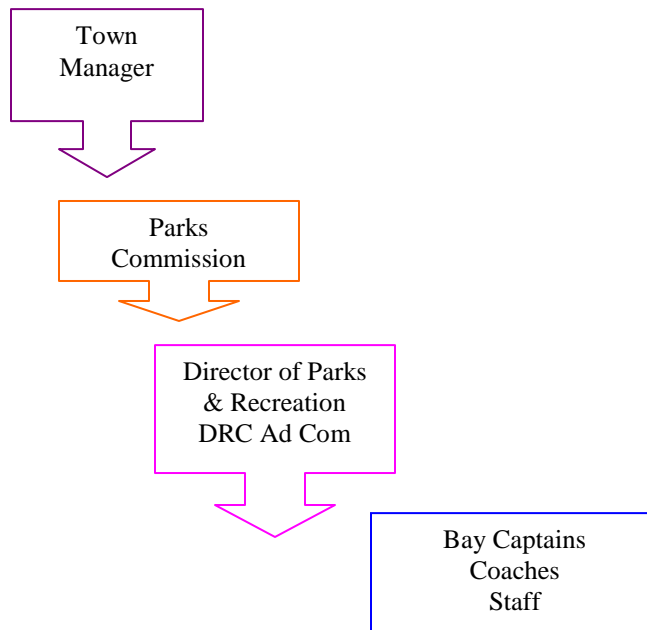 Town
Manager
Parks
Commission
Director of Parks
& Recreation
DRC Ad Com
Bay Captains
Coaches
Staff